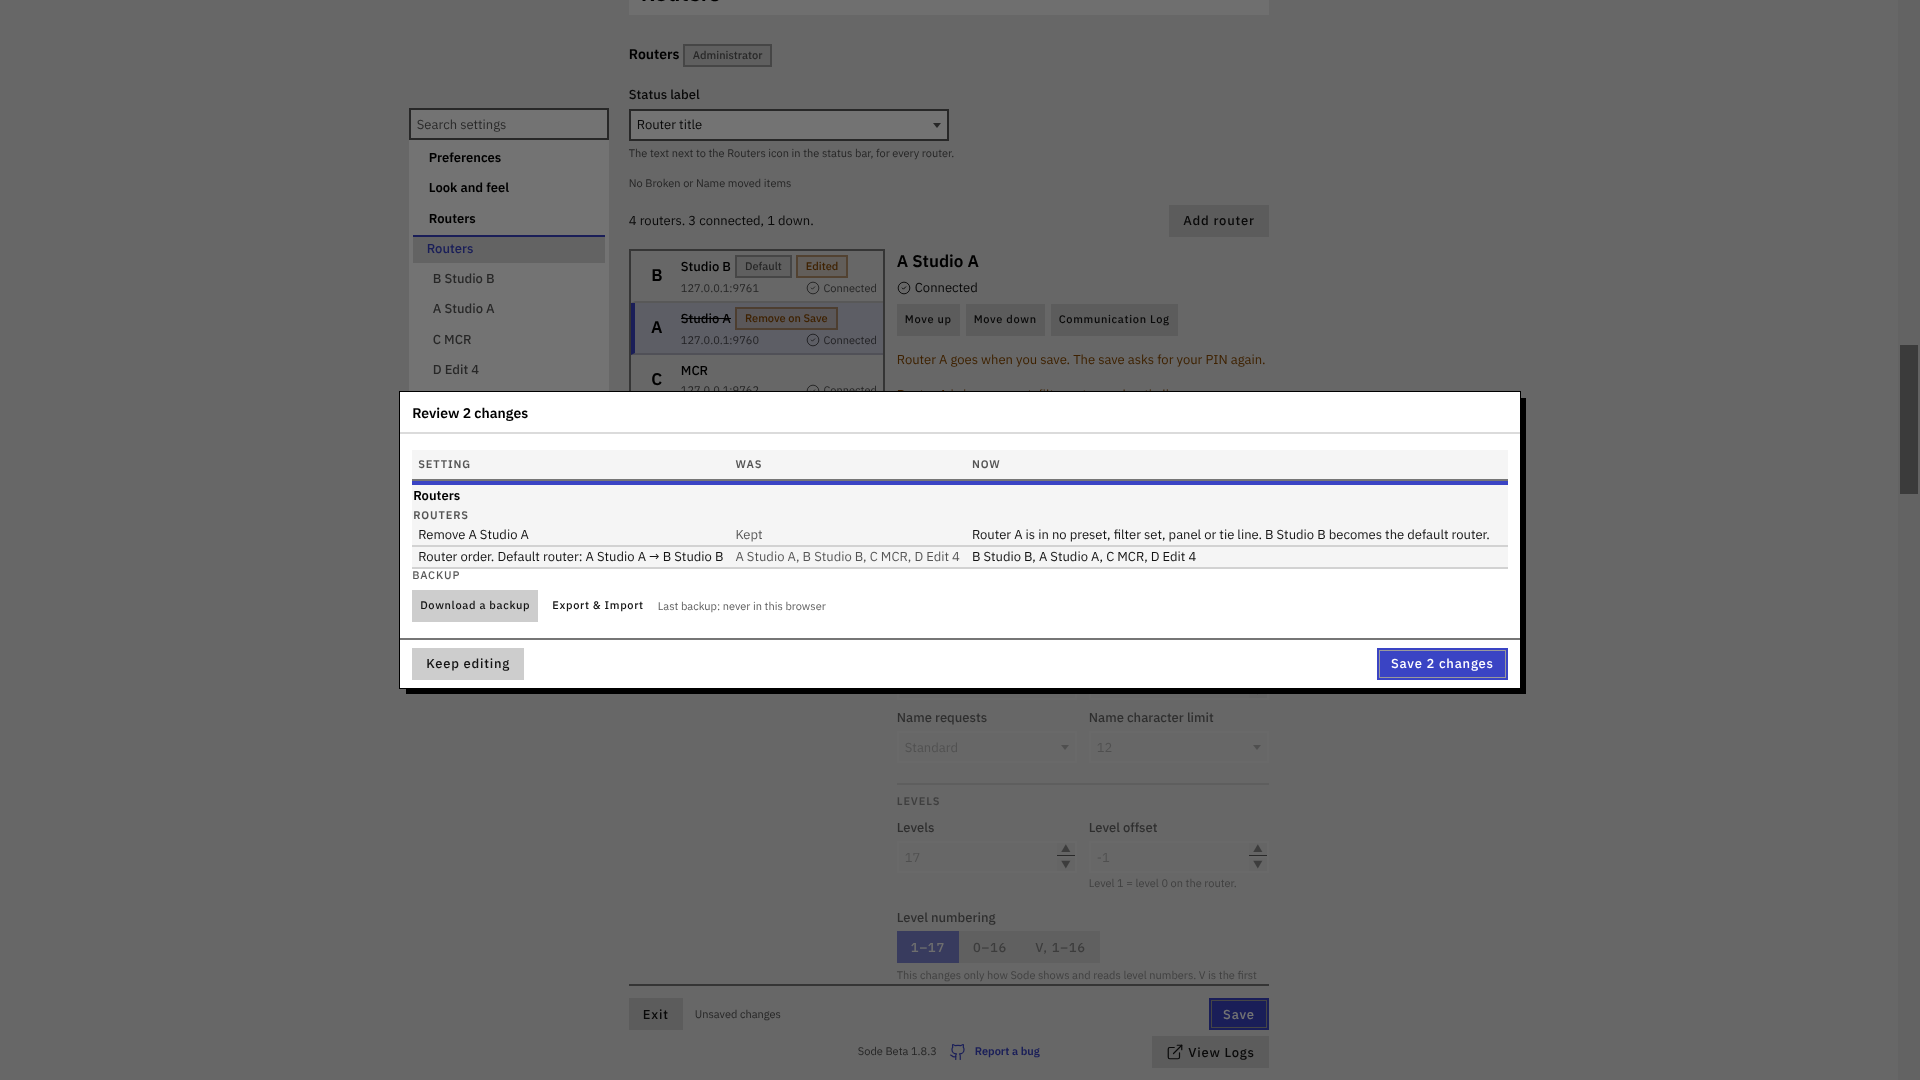 Routers Administrator
Status label
Search settings
Router title
The text next to the Routers icon in the status bar, for every router.
Preferences
Look and feel
Routers
Routers
B Studio B
A Studio A
C MCR
D Edit 4
No Broken or Name moved items
4 routers. 3 connected, 1 down.
Add router
B Studio B Default Edited
127.0.0.1:9761 Connected
A Studio A Remove on Save
127.0.0.1:9760 Connected
C MCR
127.0.0.1:9762 Connected
A Studio A
Connected
Move up Move down Communication Log
Router A goes when you save. The save asks for your PIN again.
Review 2 changes
SETTING WAS NOW
Routers
ROUTERS
Remove A Studio A Kept Router A is in no preset, filter set, panel or tie line. B Studio B becomes the default router.
Router order. Default router: A Studio A → B Studio B A Studio A, B Studio B, C MCR, D Edit 4 B Studio B, A Studio A, C MCR, D Edit 4
BACKUP
Download a backup Export & Import Last backup: never in this browser
Keep editing Save 2 changes
Name requests Name character limit
Standard 12
LEVELS
Levels Level offset
17 -1
Level 1 = level 0 on the router.
Level numbering
1–17 0–16 V, 1–16
This changes only how Sode shows and reads level numbers. V is the first
Exit Unsaved changes Save
Sode Beta 1.8.3 Report a bug View Logs